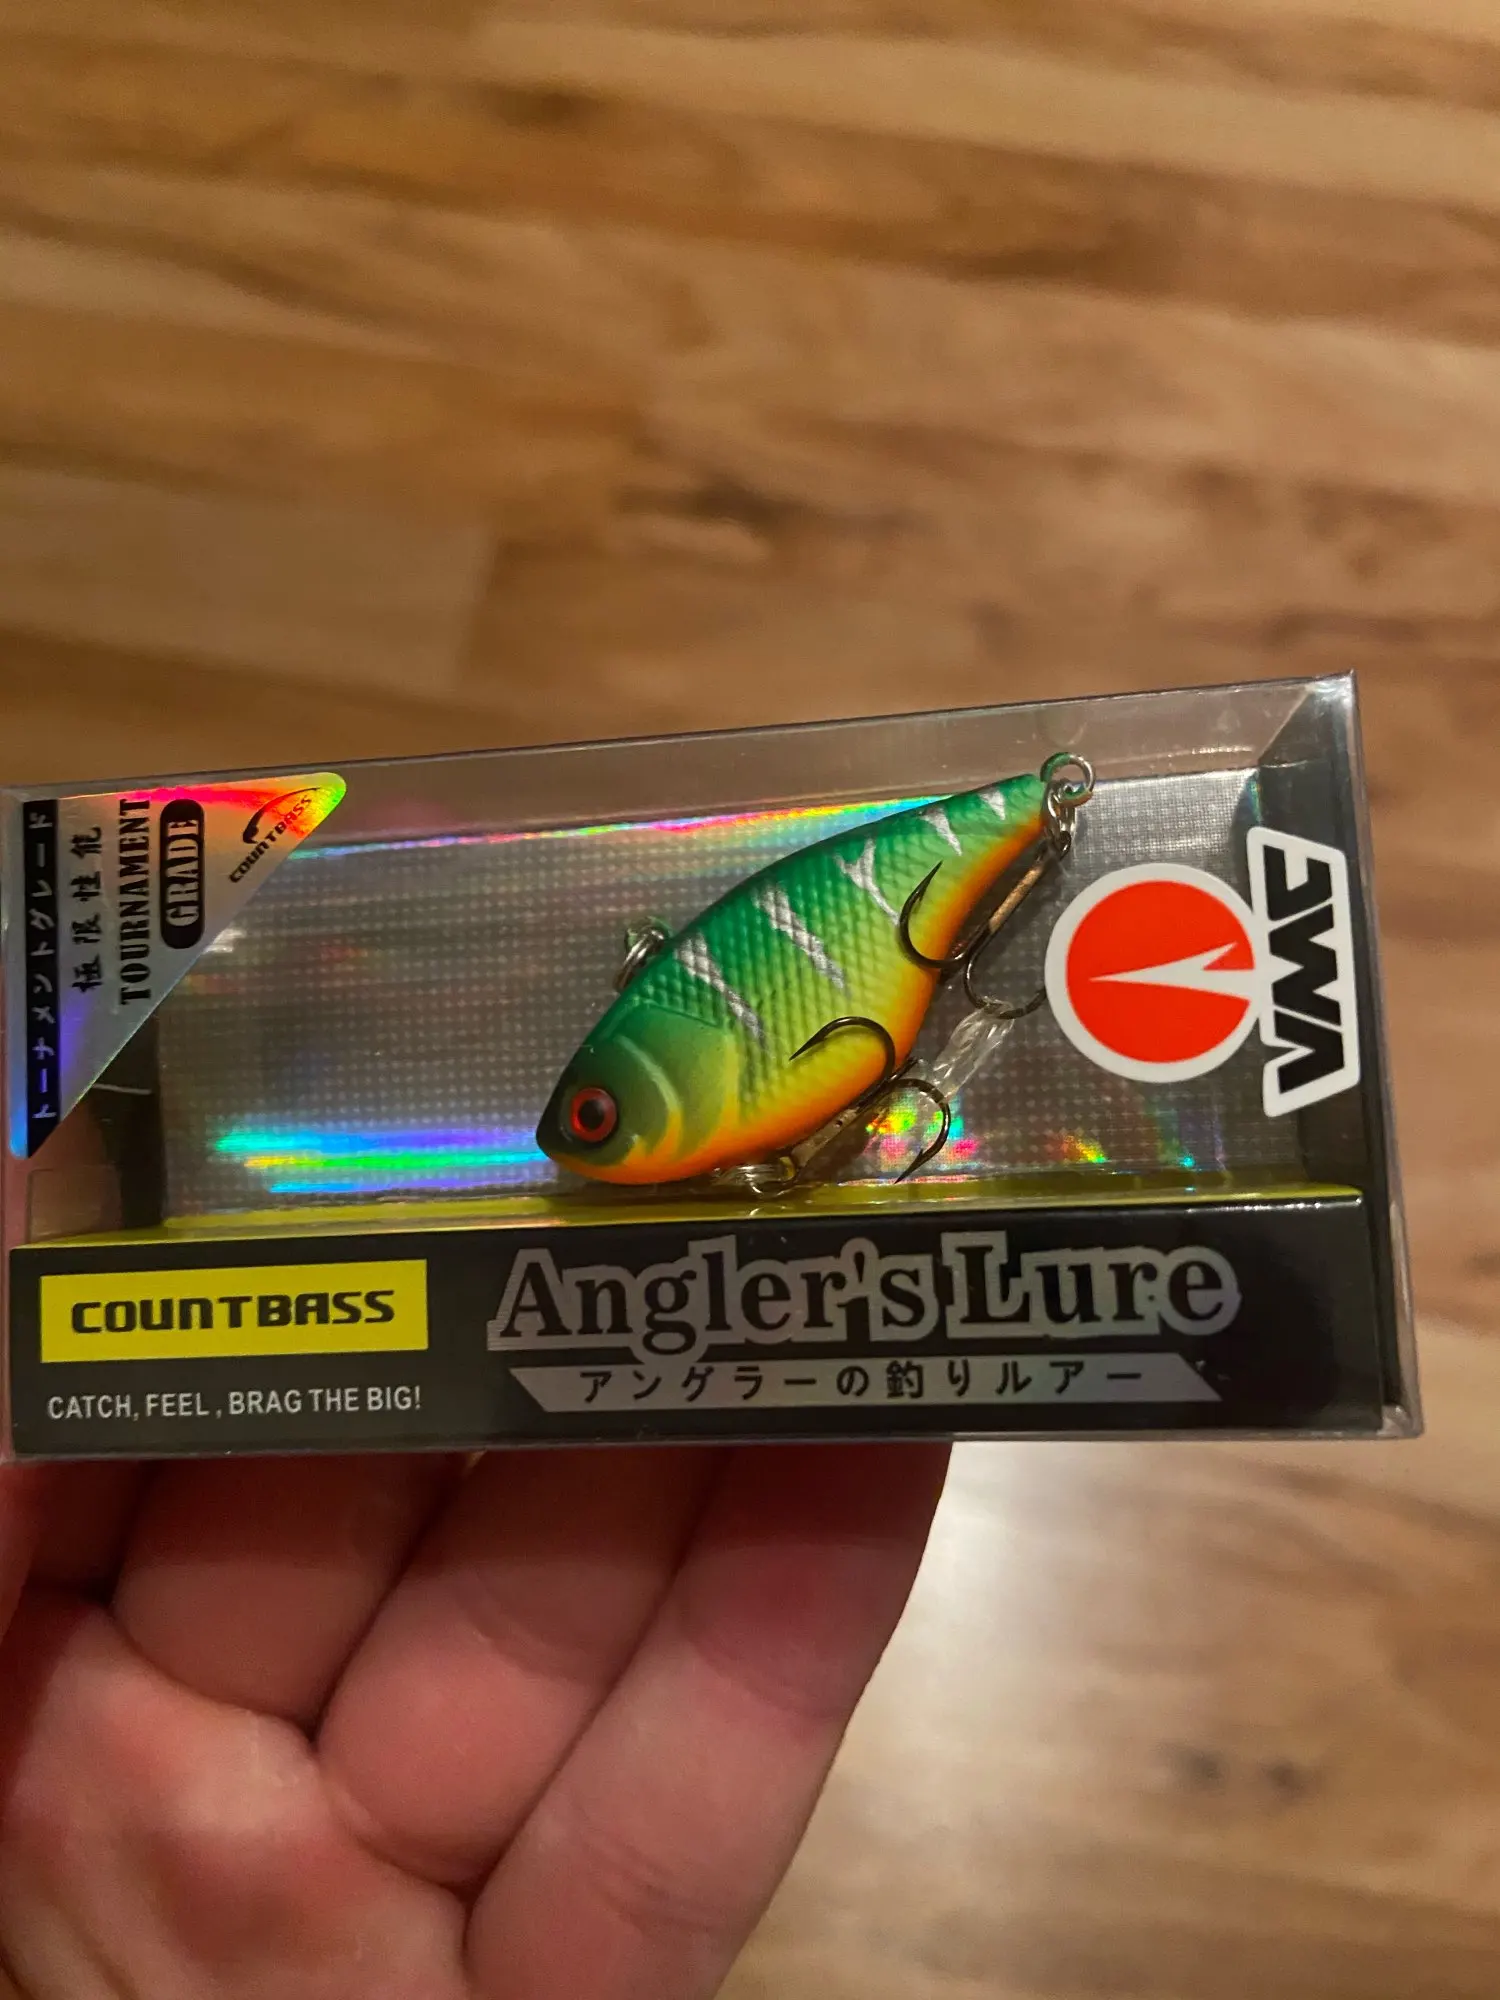 トーナメントグレード
極限性能
TOURNAMENT
GRADE
COUNTBASS
EWE
COUNTBASS
CATCH, FEEL, BRAG THE BIG!
Angler's Lure
アングラーの釣りルアー